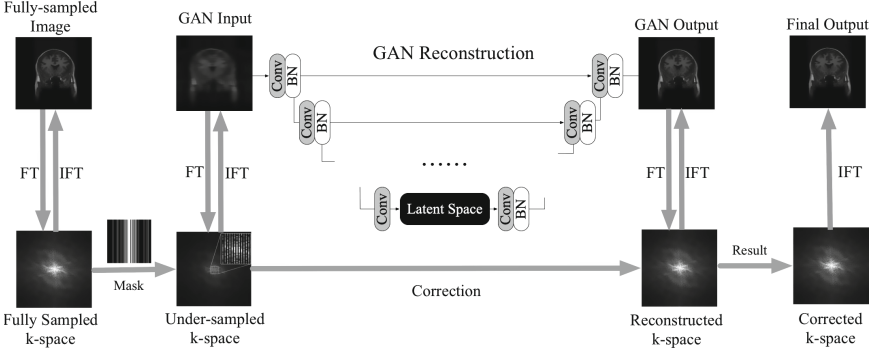 Fully-sampled
Image
GAN Input
GAN Reconstruction
GAN Output
Final Output
Conv
BN
Conv
BN
Conv
BN
Conv
BN
FT
IFT
FT
IFT
......
FT
IFT
IFT
Conv
Latent Space
Conv
BN
Mask
Correction
Result
Fully Sampled
k-space
Under-sampled
k-space
Reconstructed
k-space
Corrected
k-space